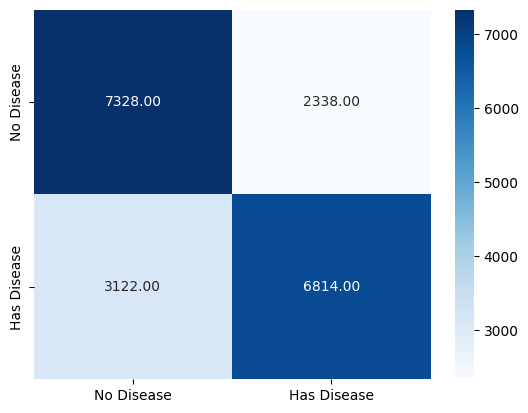 No Disease
7328.00
2338.00
Has Disease
3122.00
6814.00
No Disease
Has Disease
7000
6000
5000
4000
3000